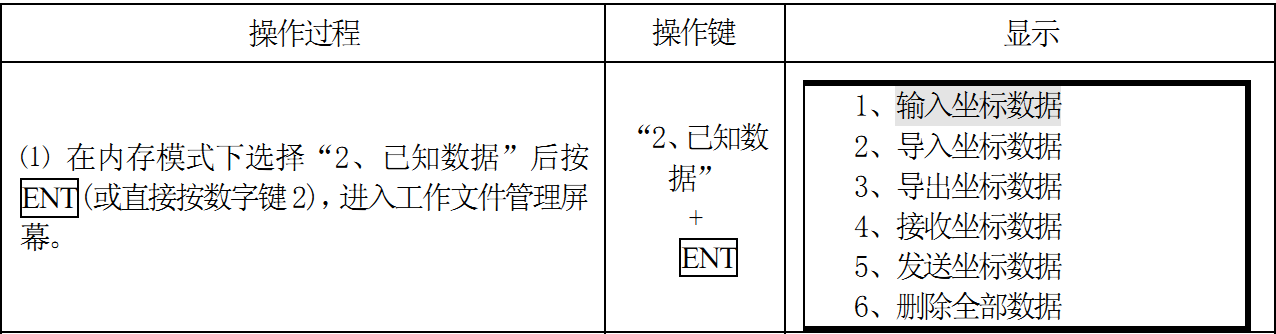 操作过程
操作键
显示
⑴ 在内存模式下选择“2、已知数据”后按
ENT(或直接按数字键2)，进入工作文件管理屏
幕。
“2、已知数
据”
+
ENT
1、输入坐标数据
2、导入坐标数据
3、导出坐标数据
4、接收坐标数据
5、发送坐标数据
6、删除全部数据